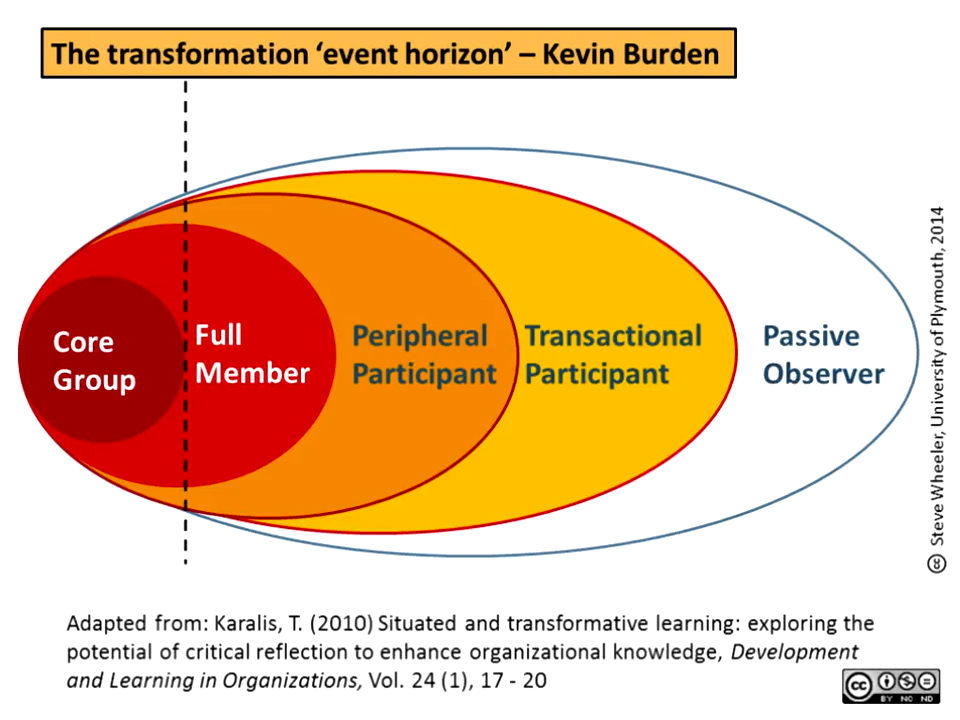 The transformation ‘event horizon’ – Kevin Burden
Core
Group
Full
Member
Peripheral
Participant
Transactional
Participant
Passive
Observer
cc Steve Wheeler, University of Plymouth, 2014
Adapted from: Karalis, T. (2010) Situated and transformative learning: exploring the
potential of critical reflection to enhance organizational knowledge, Development
and Learning in Organizations, Vol. 24 (1), 17 - 20
cc
BY NC ND